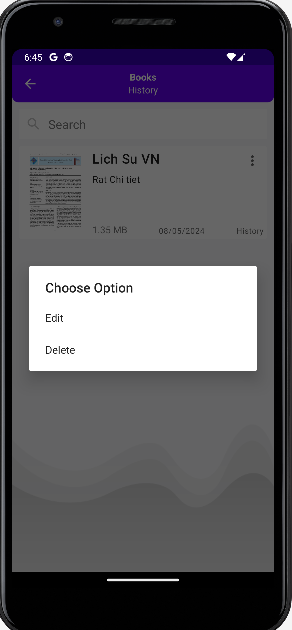 6:45
Books
History
Search
Lich Su VN
Rat Chi tiet
1.35 MB 08/05/2024 History
Choose Option
Edit
Delete